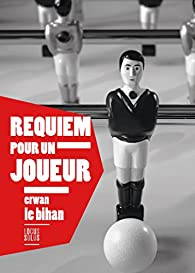 REQUIEM
POUR UN
JOUEUR
erwan
le bihan
LOCUS
SOLUS